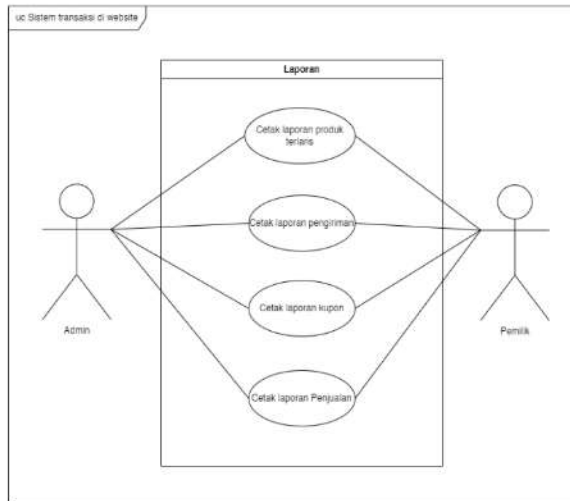 uc Sistem transaksi di website
Laporan
Cetak laporan produk
terlaris
Cetak laporan pengiriman
Cetak laporan kupon
Cetak laporan Penjualan
Admin
Pemilik